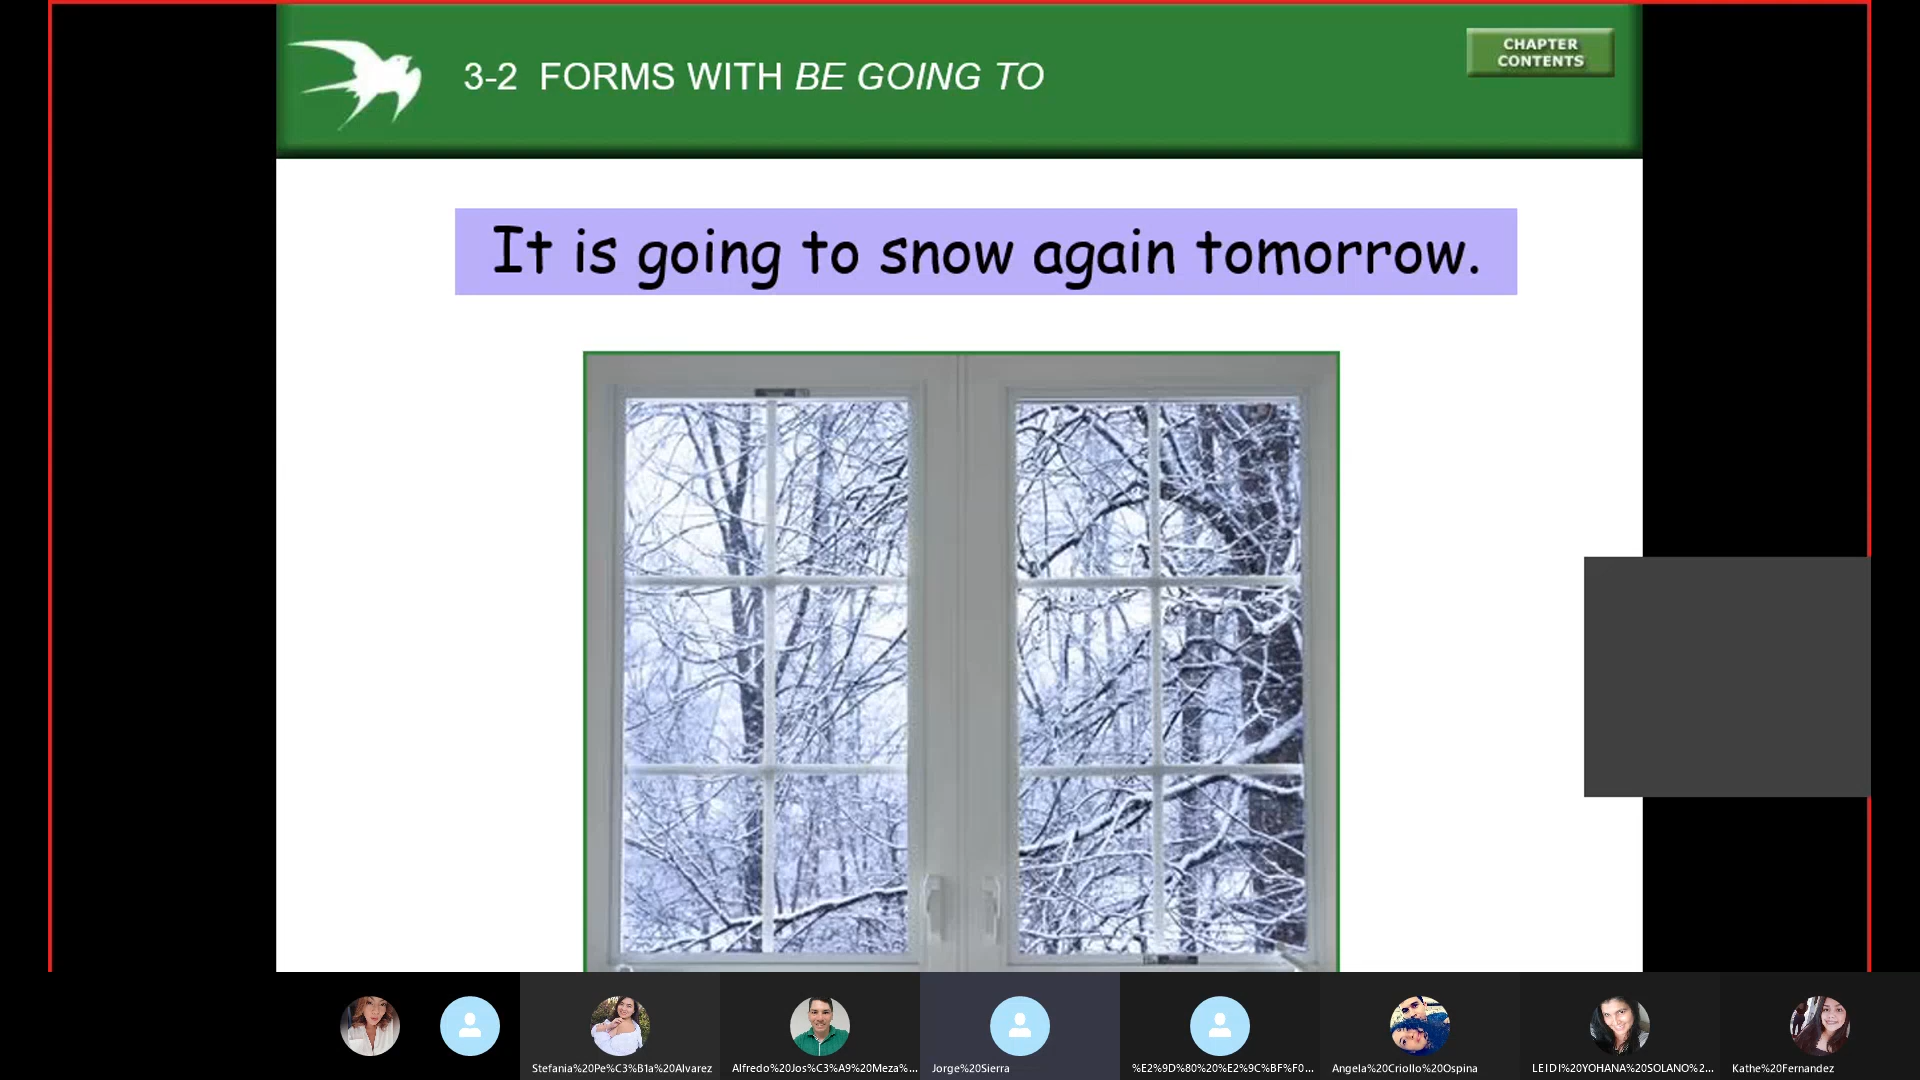 3-2 FORMS WITH BE GOING TO
CHAPTER
CONTENTS
It is going to snow again tomorrow.
Stefania%20Pe%C3%B1a%20Alvarez
Alfredo%20Jos%C3%A9%20Meza%...
Jorge%20Sierra
%E2%9D%80%20%E2%9C%BF%F0...
Angela%20Criollo%20Ospina
LEIDI%20YOHANA%20SOLANO%2...
Kathe%20Fernandez